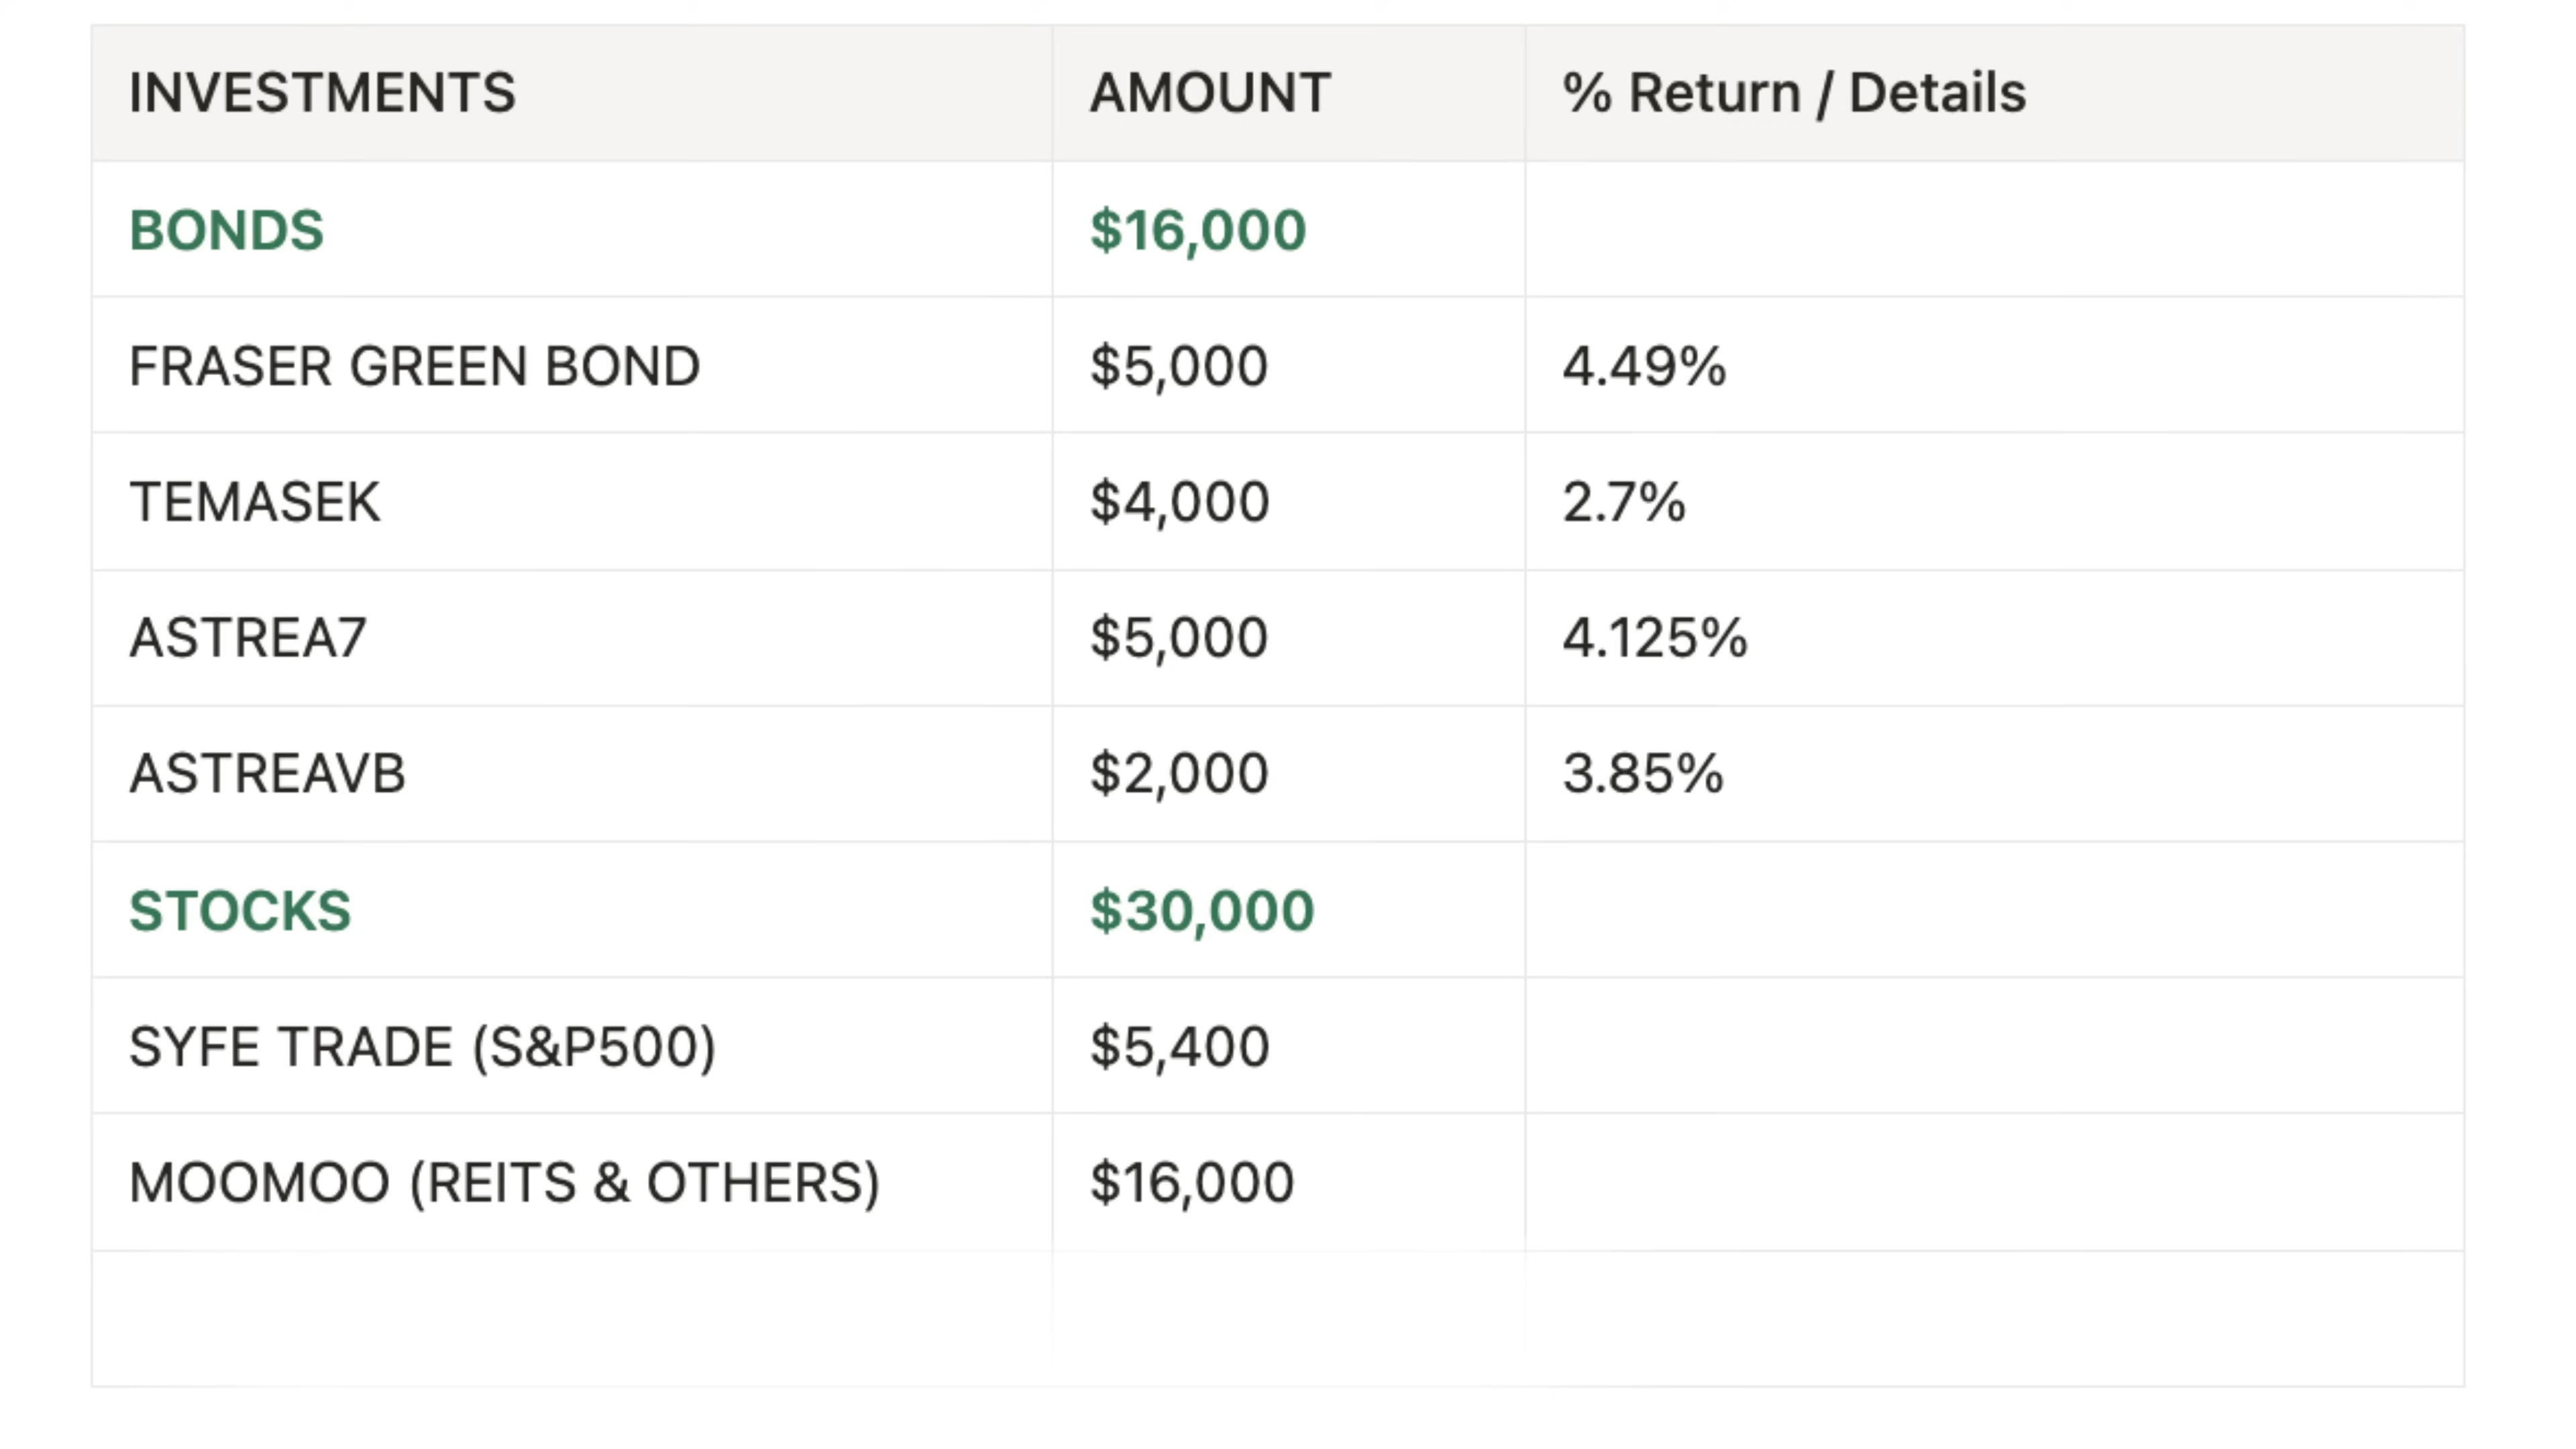 INVESTMENTS AMOUNT % Return / Details
BONDS $16,000
FRASER GREEN BOND $5,000 4.49%
TEMASEK $4,000 2.7%
ASTREA7 $5,000 4.125%
ASTREAVB $2,000 3.85%
STOCKS $30,000
SYFE TRADE (S&P500) $5,400
MOOMOO (REITS & OTHERS) $16,000